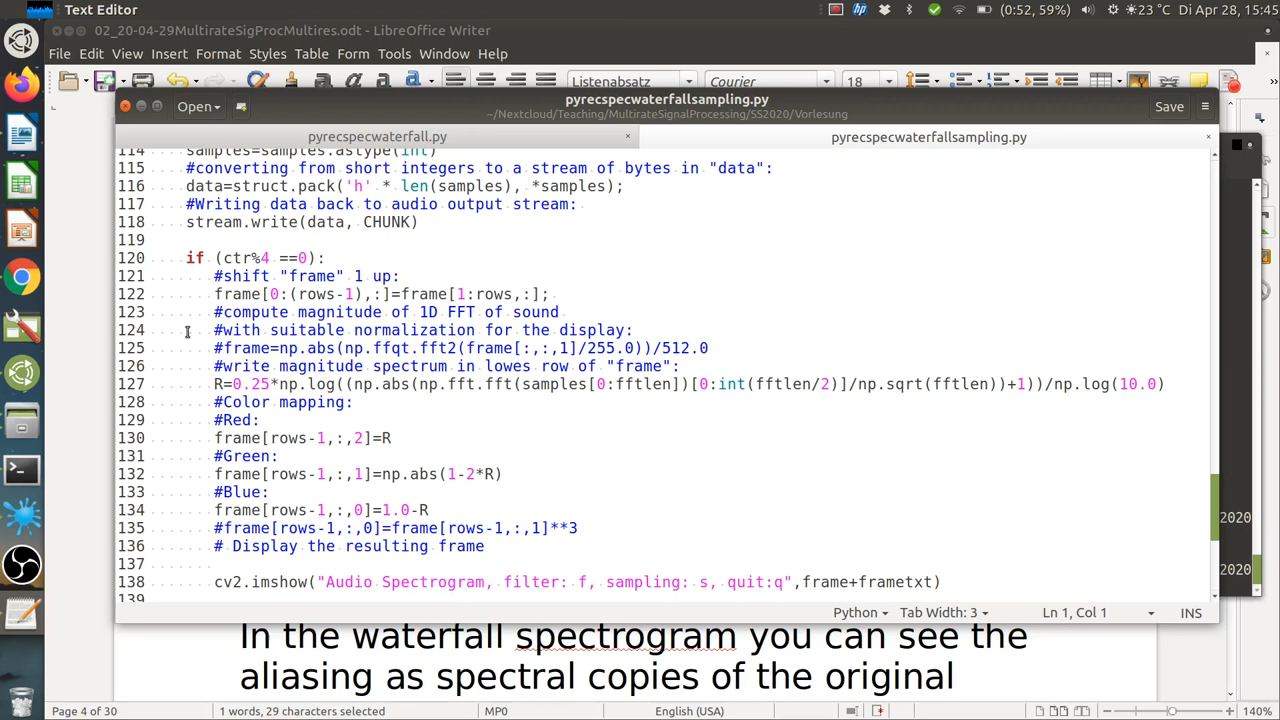 Text Editor
(0:52, 59%) 23 °C Di Apr 28, 15:45
02_20-04-29MultirateSigProcMultires.odt - LibreOffice Writer
File Edit View Insert Format Styles Table Form Tools Window Help
Listenabsatz Courier 18
pyrecspecwaterfallsampling.py
~/Nextcloud/Teaching/MultirateSignalProcessing/SS2020/Vorlesung
Open Save
pyrecspecwaterfall.py × pyrecspecwaterfallsampling.py ×
114 samples=samples.astype(int)
115 #converting from short integers to a stream of bytes in "data":
116 data=struct.pack('h' * len(samples), *samples);
117 #Writing data back to audio output stream:
118 stream.write(data, CHUNK)
119
120 if (ctr%4 ==0):
121 #shift "frame" 1 up:
122 frame[0:(rows-1),:]=frame[1:rows,:];
123 #compute magnitude of 1D FFT of sound
124 #with suitable normalization for the display:
125 #frame=np.abs(np.ffqt.fft2(frame[:,:,1]/255.0))/512.0
126 #write magnitude spectrum in lowes row of "frame":
127 R=0.25*np.log((np.abs(np.fft.fft(samples[0:fftlen])[0:int(fftlen/2)]/np.sqrt(fftlen))+1))/np.log(10.0)
128 #Color mapping:
129 #Red:
130 frame[rows-1,:,2]=R
131 #Green:
132 frame[rows-1,:,1]=np.abs(1-2*R)
133 #Blue:
134 frame[rows-1,:,0]=1.0-R
135 #frame[rows-1,:,0]=frame[rows-1,:,1]**3
136 # Display the resulting frame
137
138 cv2.imshow("Audio Spectrogram, filter: f, sampling: s, quit:q",frame+frametxt)
139
2020
2020
Python Tab Width: 3 Ln 1, Col 1 INS
In the waterfall spectrogram you can see the
aliasing as spectral copies of the original
Page 4 of 30 1 words, 29 characters selected MP0 English (USA) 140%